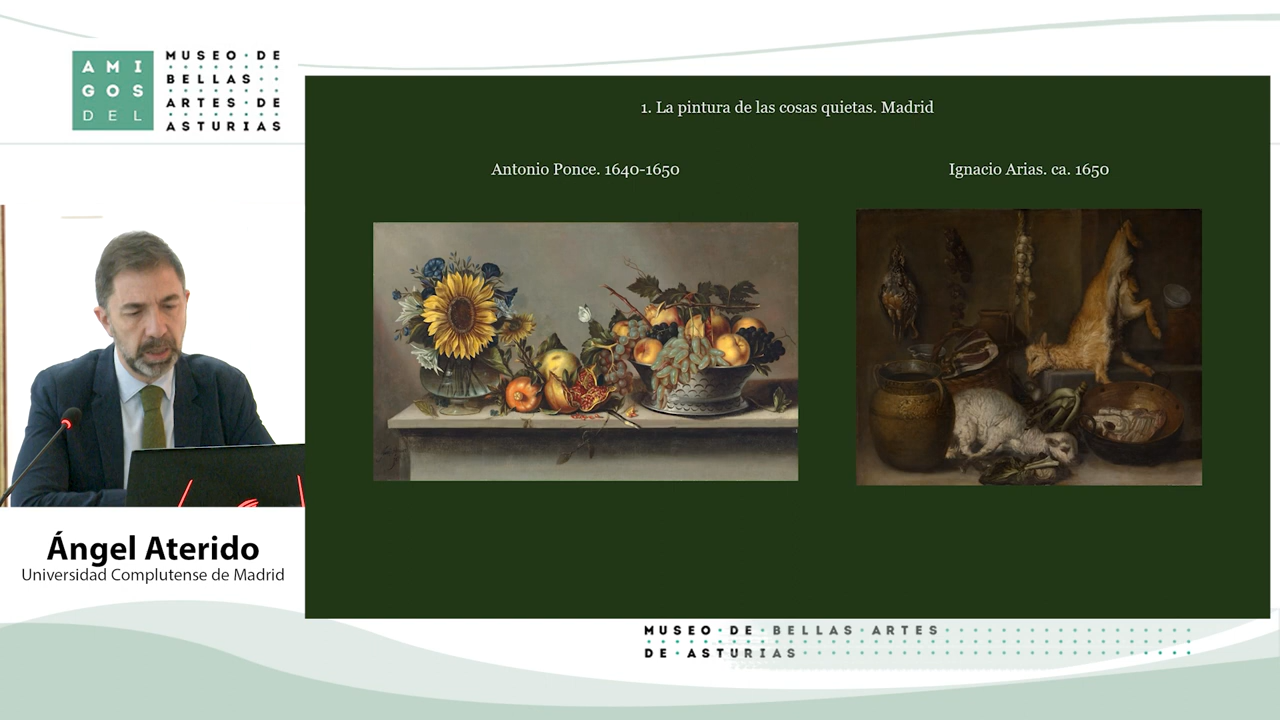 AMI
GOS
DEL
MUSEO·DE
BELLAS
ARTES·DE
ASTURIAS
1. La pintura de las cosas quietas. Madrid
Antonio Ponce. 1640-1650
Ignacio Arias. ca. 1650
Ángel Aterido
Universidad Complutense de Madrid
MUSEO·DE·BELLAS·ARTES
DE·ASTURIAS